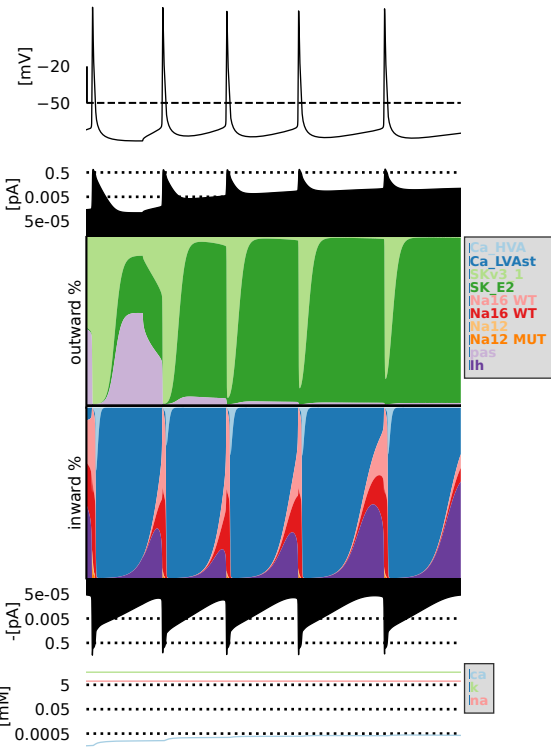 [mV]
−20
−50
[pA]
0.5
0.005
5e-05
outward %
Ca_HVA
Ca_LVAst
SKv3_1
SK_E2
Na16 WT
Na16 WT
Na12
Na12 MUT
pas
Ih
inward %
-[pA]
5e-05
0.005
0.5
[mM]
5
0.05
0.0005
ca
k
na